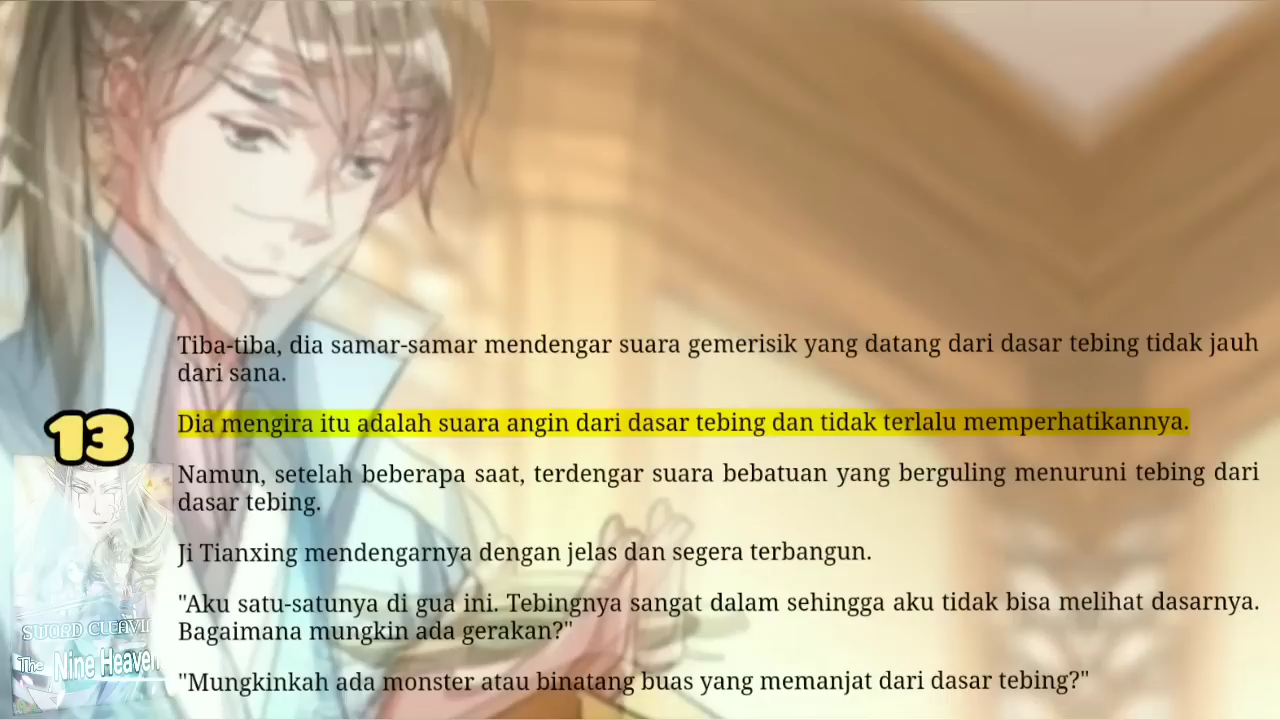 Tiba-tiba, dia samar-samar mendengar suara gemerisik yang datang dari dasar tebing tidak jauh
dari sana.
Dia mengira itu adalah suara angin dari dasar tebing dan tidak terlalu memperhatikannya.
13
Namun, setelah beberapa saat, terdengar suara bebatuan yang berguling menuruni tebing dari
dasar tebing.
Ji Tianxing mendengarnya dengan jelas dan segera terbangun.
"Aku satu-satunya di gua ini. Tebingnya sangat dalam sehingga aku tidak bisa melihat dasarnya.
Bagaimana mungkin ada gerakan?"
SWORD CLEAVIN
The Nine Heaven
"Mungkinkah ada monster atau binatang buas yang memanjat dari dasar tebing?"